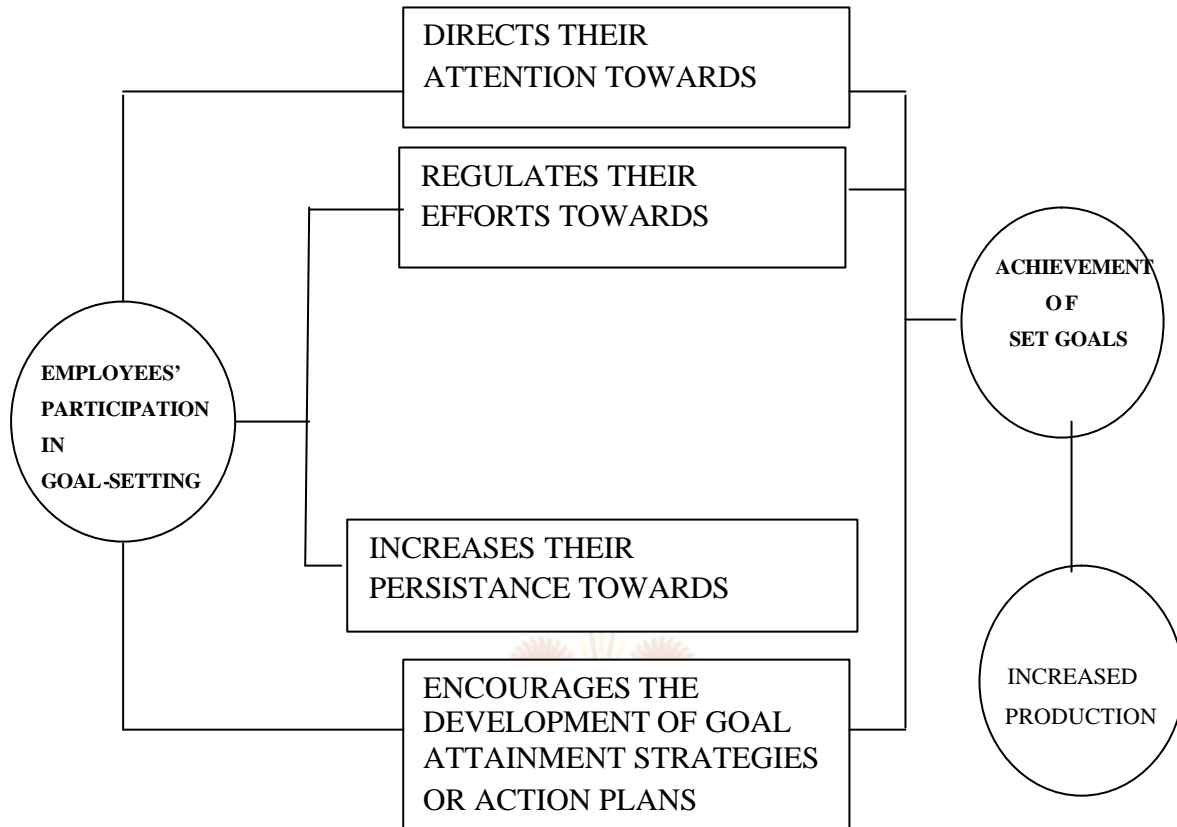 DIRECTS THEIR
ATTENTION TOWARDS
REGULATES THEIR
EFFORTS TOWARDS
ACHIEVEMENT
OF
SET GOALS
EMPLOYEES’
PARTICIPATION
IN
GOAL-SETTING
INCREASES THEIR
PERSISTANCE TOWARDS
ENCOURAGES THE
DEVELOPMENT OF GOAL
ATTAINMENT STRATEGIES
OR ACTION PLANS
INCREASED
PRODUCTION